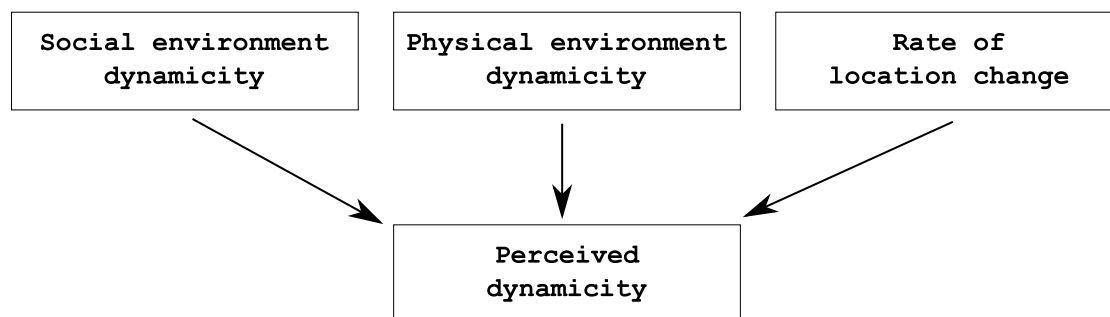 Social environment
dynamicity
Physical environment
dynamicity
Rate of
location change
Perceived
dynamicity